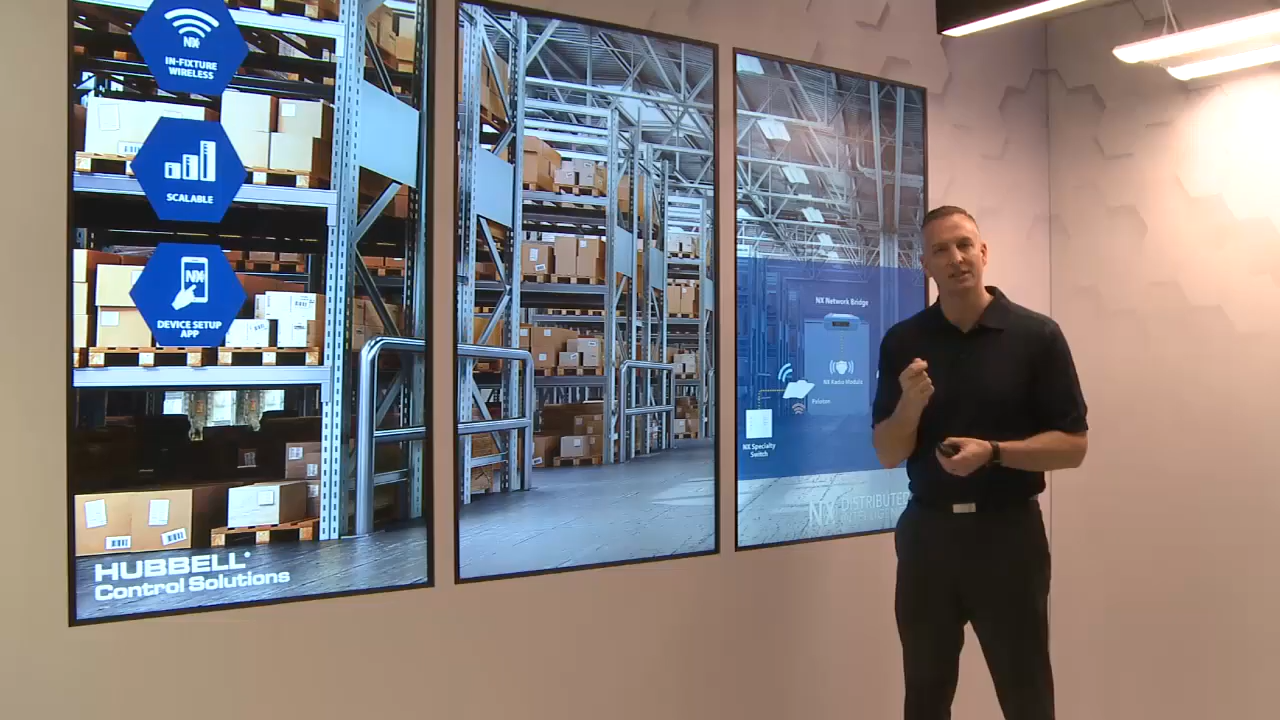 NX
IN-FIXTURE
WIRELESS
SCALABLE
NX
DEVICE SETUP
APP
HUBBELL
Control Solutions
NX Network Bridge
NX Radio Module
NX Specialty
Switch
NX DISTRIBUTED